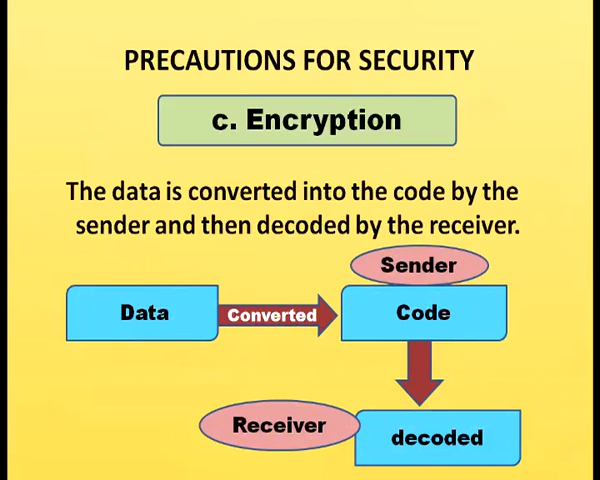 PRECAUTIONS FOR SECURITY
c. Encryption
The data is converted into the code by the
sender and then decoded by the receiver.
Sender
Data
Converted
Code
Receiver
decoded